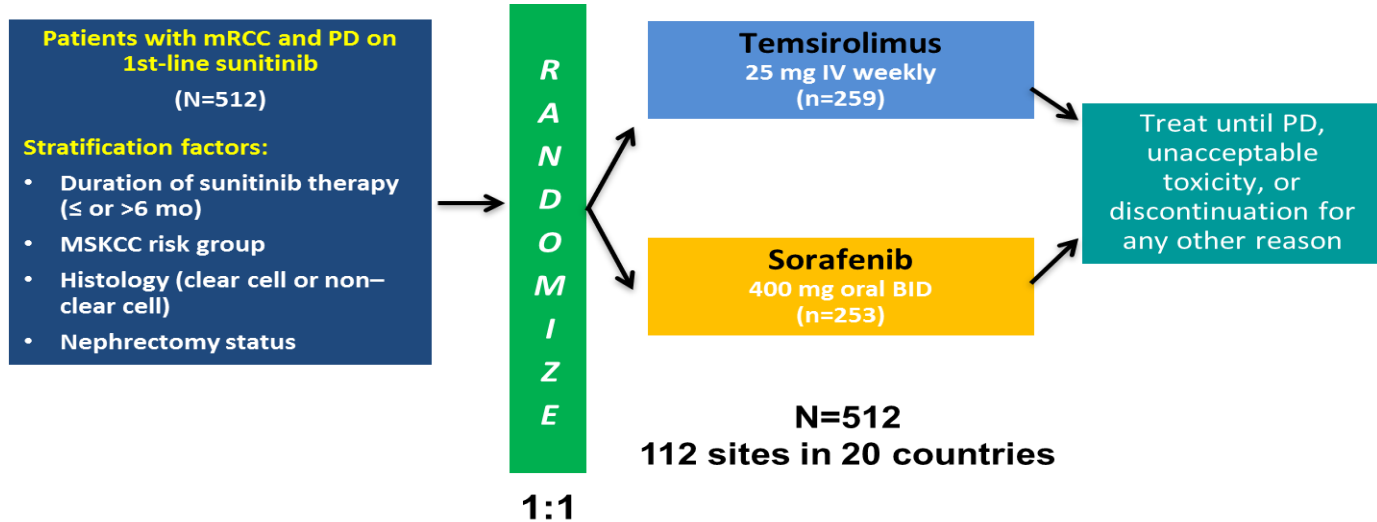 Patients with mRCC and PD on
1st-line sunitinib
(N=512)
Stratification factors:
• Duration of sunitinib therapy
(≤ or >6 mo)
• MSKCC risk group
• Histology (clear cell or non–
clear cell)
• Nephrectomy status
R
A
N
D
O
M
I
Z
E
1:1
Temsirolimus
25 mg IV weekly
(n=259)
Sorafenib
400 mg oral BID
(n=253)
Treat until PD,
unacceptable
toxicity, or
discontinuation for
any other reason
N=512
112 sites in 20 countries